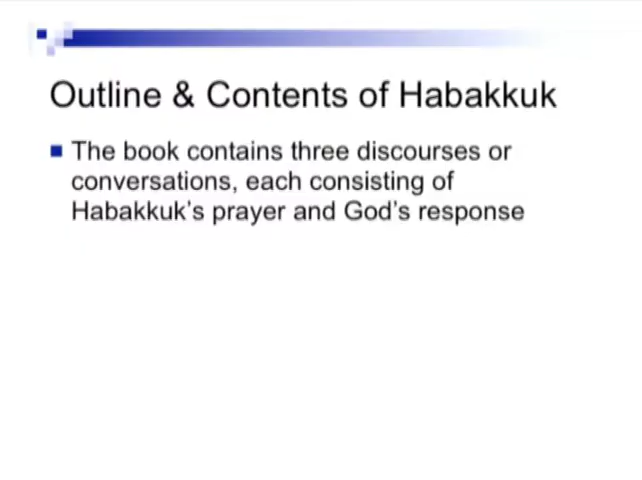 Outline & Contents of Habakkuk
The book contains three discourses or
conversations, each consisting of
Habakkuk's prayer and God's response